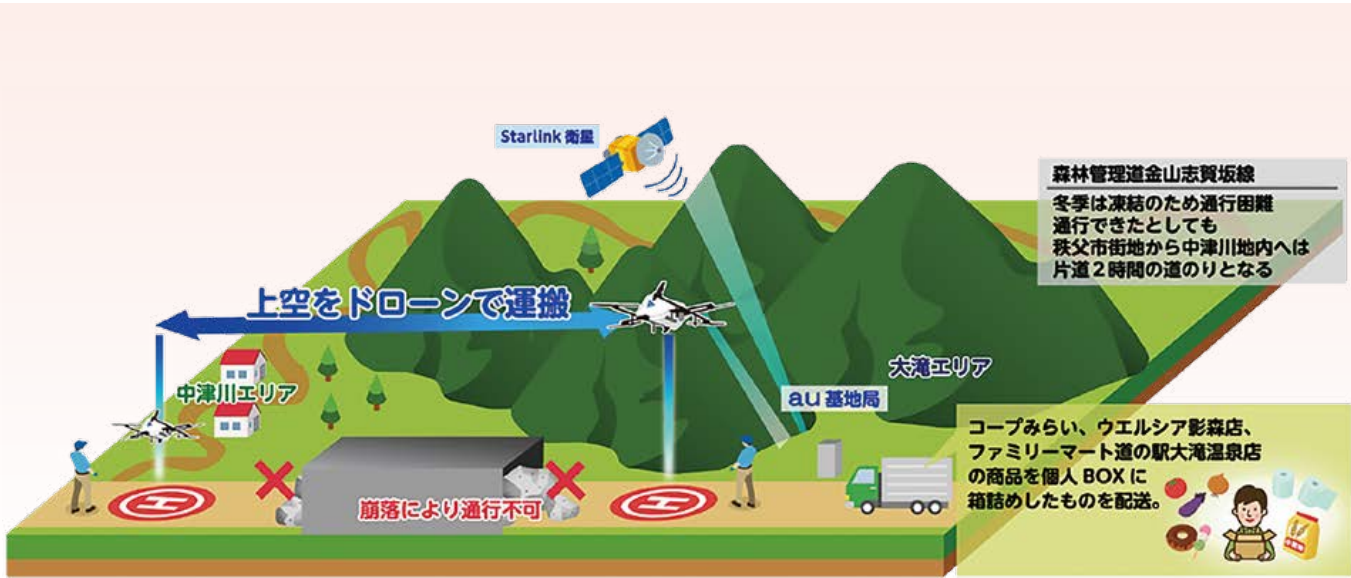 Starlink 衛星
森林管理道金山志賀坂線
冬季は凍結のため通行困難
通行できたとしても
秩父市街地から中津川地内へは
片道2時間の道のりとなる
上空をドローンで運搬
中津川エリア
大滝エリア
au 基地局
崩落により通行不可
コープみらい、ウエルシア影森店、
ファミリーマート道の駅大滝温泉店
の商品を個人 BOX に
箱詰めしたものを配送。